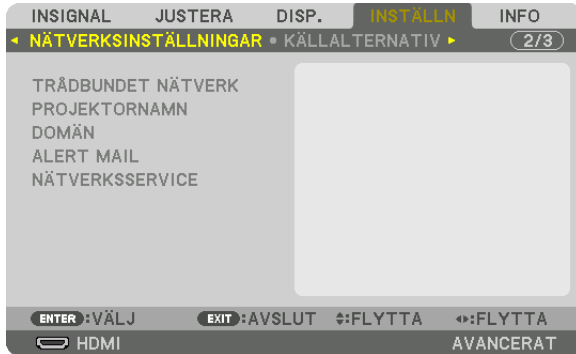 INSIGNAL JUSTERA DISP. INSTÄLLN INFO
◂ NÄTVERKSINSTÄLLNINGAR • KÄLLALTERNATIV ▸ 2/3
TRÅDBUNDET NÄTVERK
PROJEKTORNAMN
DOMÄN
ALERT MAIL
NÄTVERKSSERVICE
ENTER :VÄLJ EXIT :AVSLUT :FLYTTA :FLYTTA
HDMI AVANCERAT